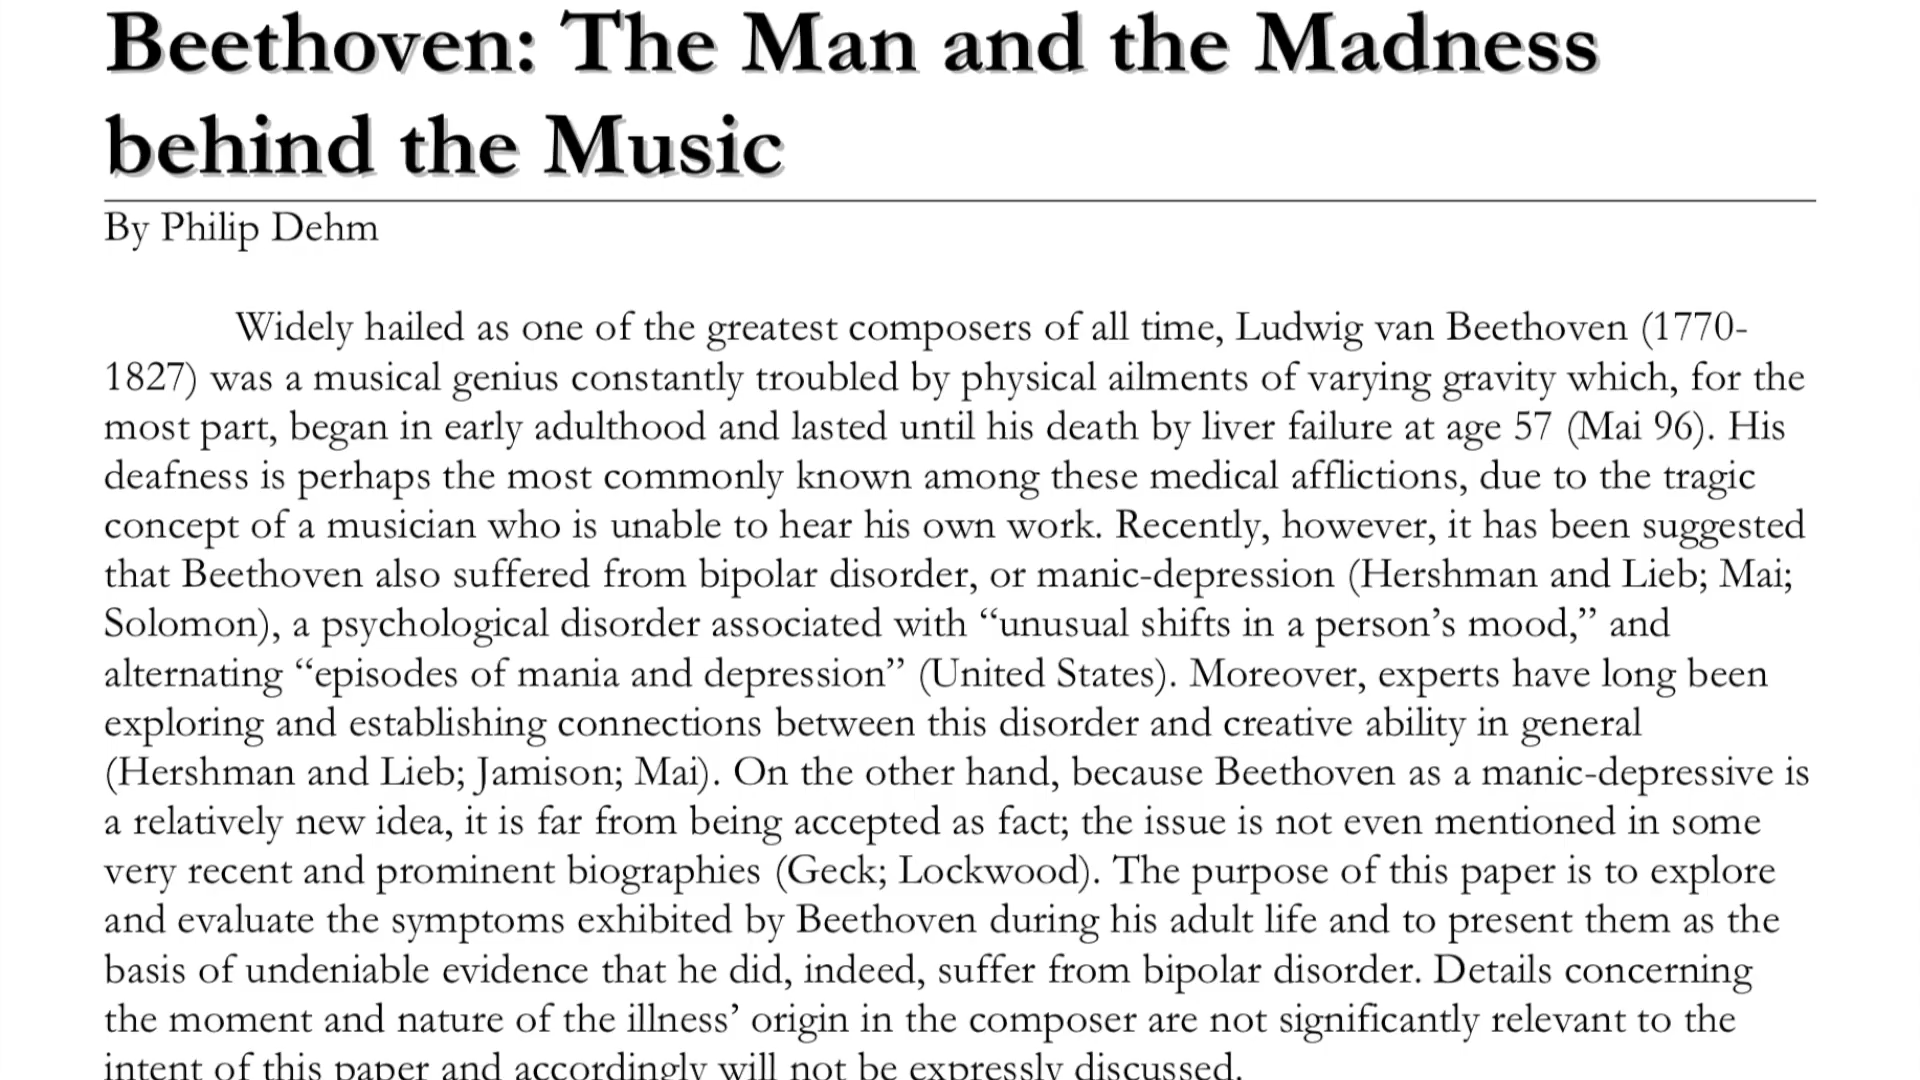 Beethoven: The Man and the Madness
behind the Music
By Philip Dehm
Widely hailed as one of the greatest composers of all time, Ludwig van Beethoven (1770-
1827) was a musical genius constantly troubled by physical ailments of varying gravity which, for the
most part, began in early adulthood and lasted until his death by liver failure at age 57 (Mai 96). His
deafness is perhaps the most commonly known among these medical afflictions, due to the tragic
concept of a musician who is unable to hear his own work. Recently, however, it has been suggested
that Beethoven also suffered from bipolar disorder, or manic-depression (Hershman and Lieb; Mai;
Solomon), a psychological disorder associated with “unusual shifts in a person’s mood,” and
alternating “episodes of mania and depression” (United States). Moreover, experts have long been
exploring and establishing connections between this disorder and creative ability in general
(Hershman and Lieb; Jamison; Mai). On the other hand, because Beethoven as a manic-depressive is
a relatively new idea, it is far from being accepted as fact; the issue is not even mentioned in some
very recent and prominent biographies (Geck; Lockwood). The purpose of this paper is to explore
and evaluate the symptoms exhibited by Beethoven during his adult life and to present them as the
basis of undeniable evidence that he did, indeed, suffer from bipolar disorder. Details concerning
the moment and nature of the illness’ origin in the composer are not significantly relevant to the
intent of this paper and accordingly will not be expressly discussed.